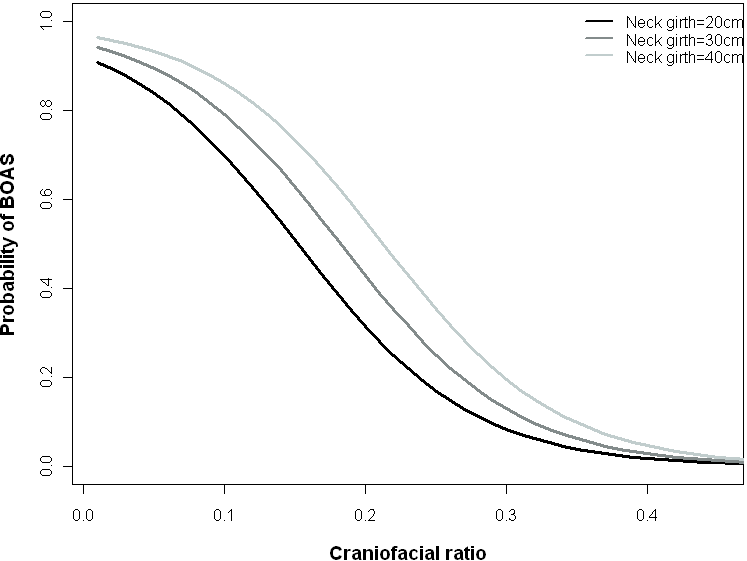 Neck girth=20cm
Neck girth=30cm
Neck girth=40cm
Probability of BOAS
1.0
0.8
0.6
0.4
0.2
0.0
0.0 0.1 0.2 0.3 0.4
Craniofacial ratio